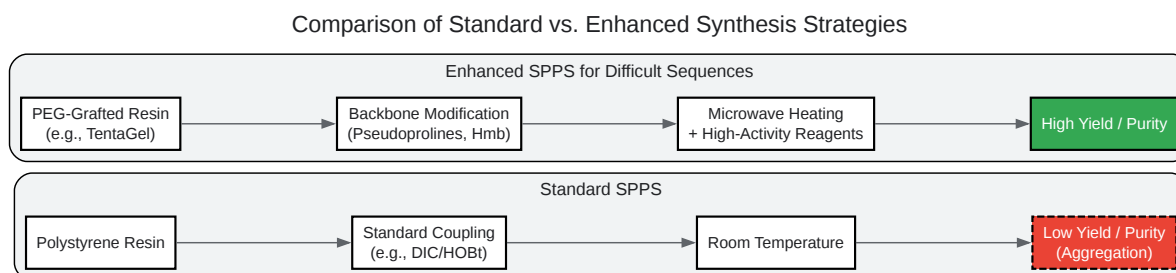 Comparison of Standard vs. Enhanced Synthesis Strategies
Enhanced SPPS for Difficult Sequences
PEG-Grafted Resin
(e.g., TentaGel)
Backbone Modification
(Pseudoprolines, Hmb)
Microwave Heating
+ High-Activity Reagents
High Yield / Purity
Standard SPPS
Polystyrene Resin
Standard Coupling
(e.g., DIC/HOBt)
Room Temperature
Low Yield / Purity
(Aggregation)